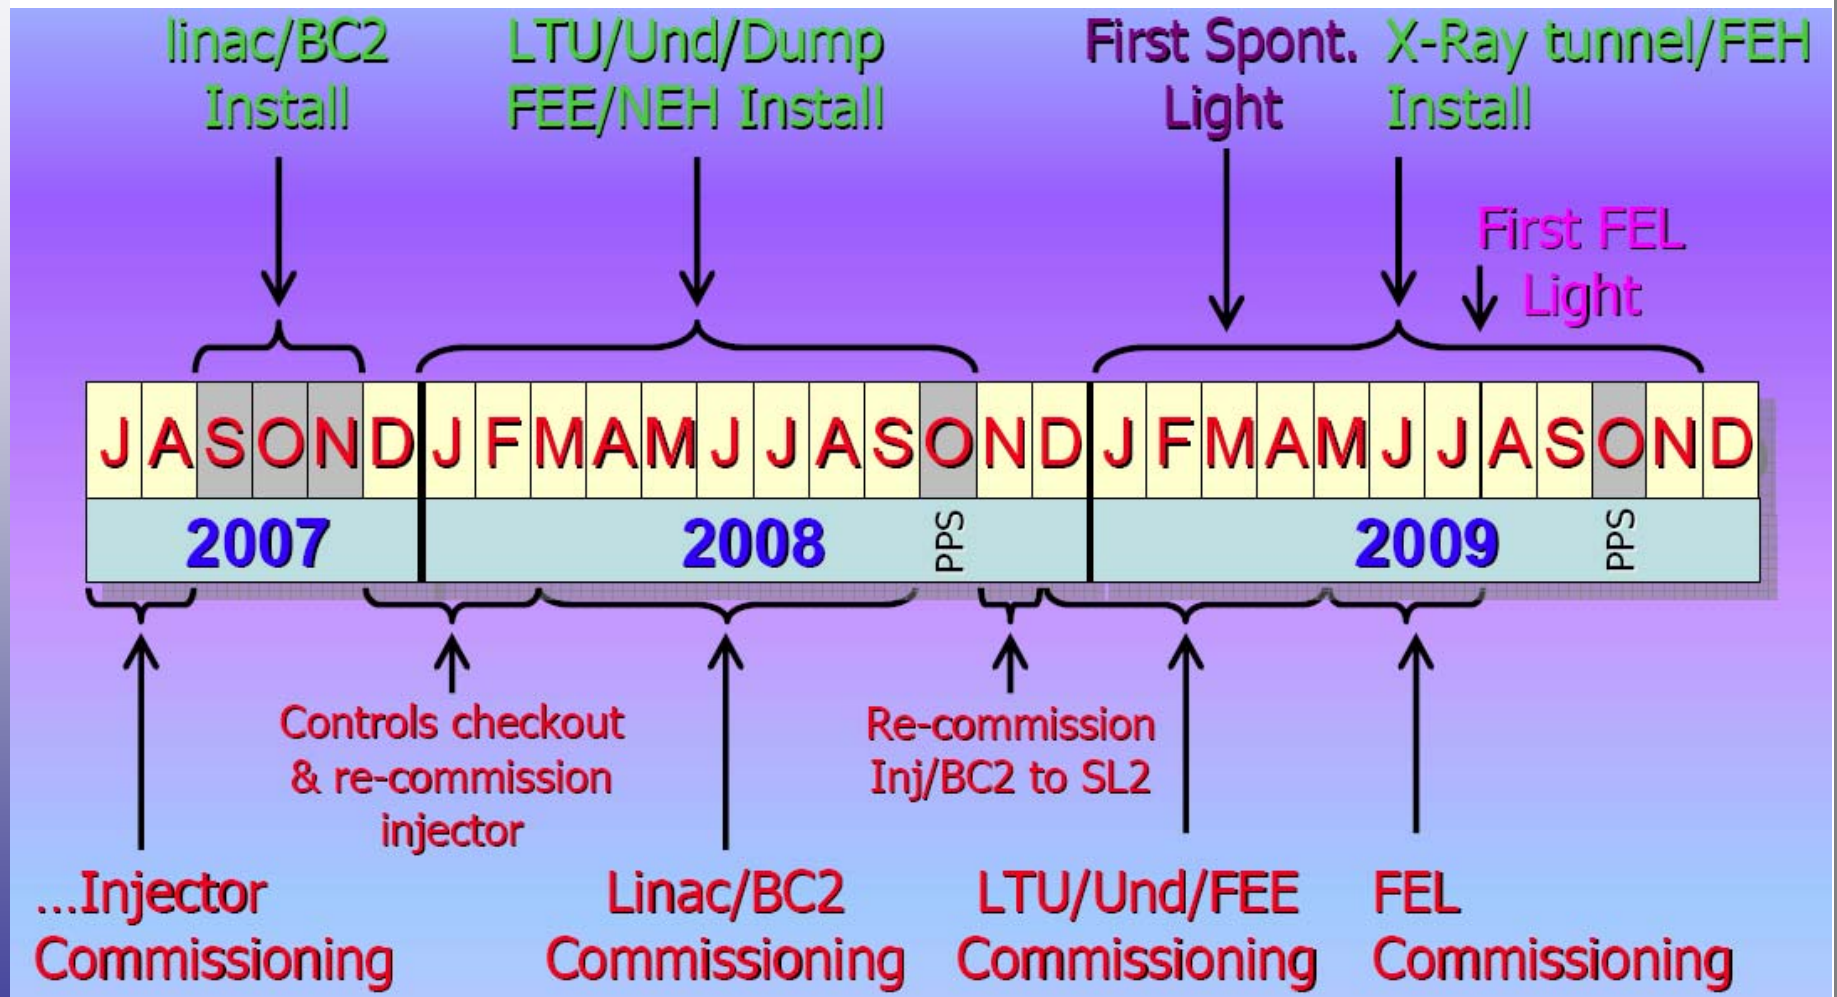 linac/BC2
Install
LTU/Und/Dump
FEE/NEH Install
First Spont.
Light
X-Ray tunnel/FEH
Install
First FEL
Light
J A S O N D J F M A M J J A S O N D J F M A M J J A S O N D
2007 2008 PPS 2009 PPS
Controls checkout
& re-commission
injector
Re-commission
Inj/BC2 to SL2
...Injector
Commissioning
Linac/BC2
Commissioning
LTU/Und/FEE
Commissioning
FEL
Commissioning